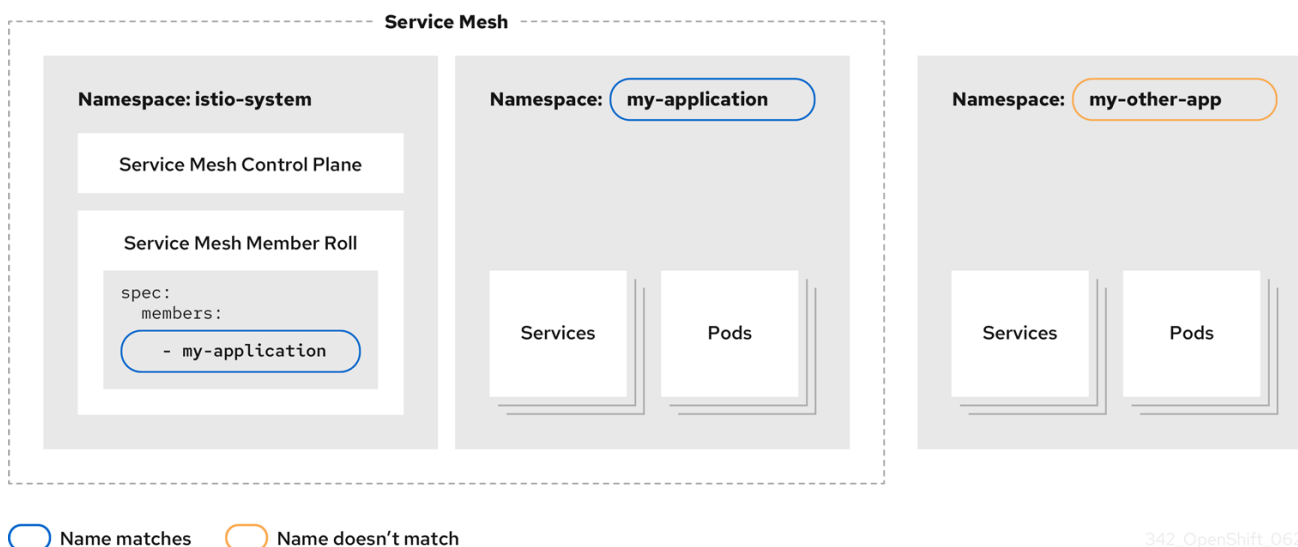 Service Mesh
Namespace: istio-system
Service Mesh Control Plane
Service Mesh Member Roll
spec:
members:
- my-application
Namespace: my-application
Services
Pods
Namespace: my-other-app
Services
Pods
Name matches
Name doesn’t match
342_OpenShift_062